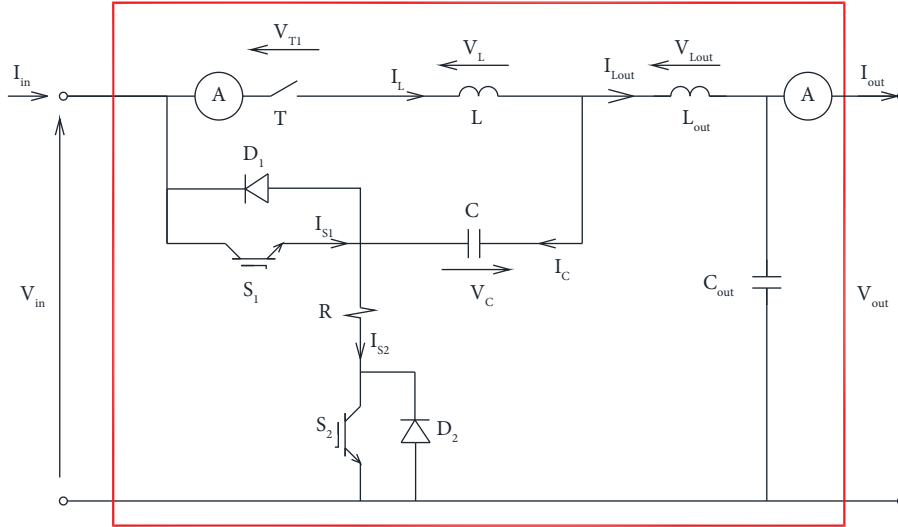 V_T1
V_L
V_Lout
I_in
A
T
I_L
L
I_Lout
L_out
A
I_out
D_1
I_S1
S_1
C
I_C
V_C
V_in
R
I_S2
C_out
V_out
S_2
D_2